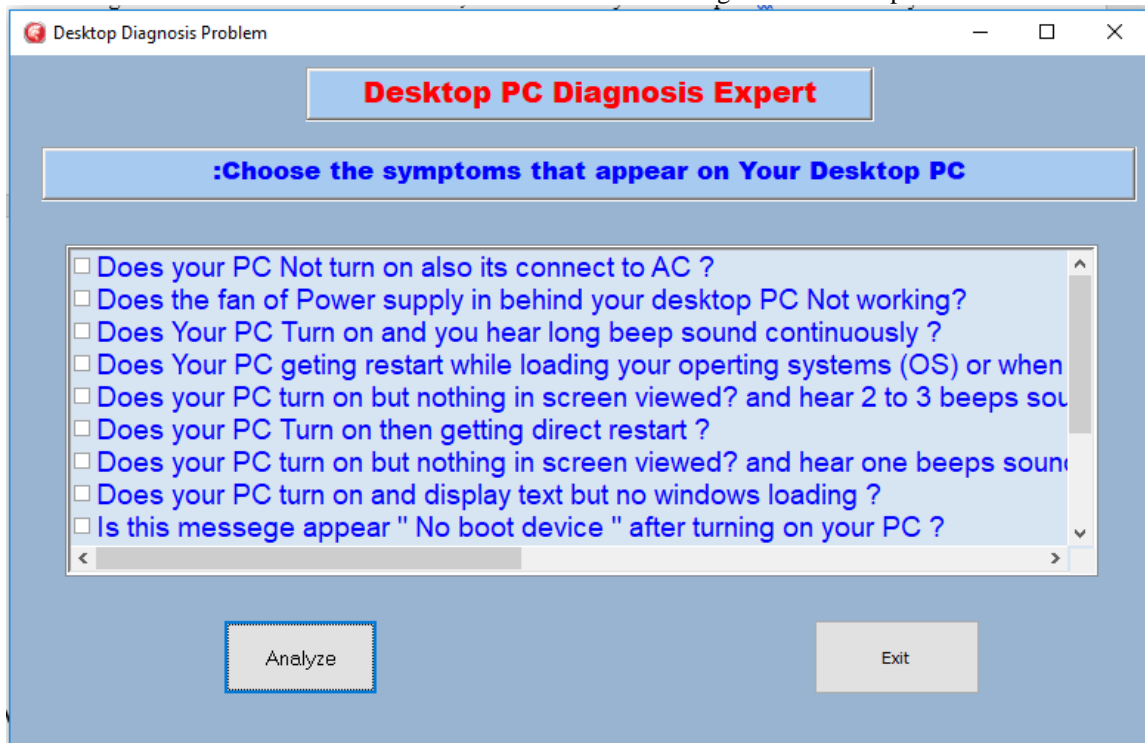 Desktop Diagnosis Problem
Desktop PC Diagnosis Expert
:Choose the symptoms that appear on Your Desktop PC
Does your PC Not turn on also its connect to AC ?
Does the fan of Power supply in behind your desktop PC Not working?
Does Your PC Turn on and you hear long beep sound continuously ?
Does Your PC geting restart while loading your operting systems (OS) or when
Does your PC turn on but nothing in screen viewed? and hear 2 to 3 beeps
Does your PC Turn on then getting direct restart ?
Does your PC turn on but nothing in screen viewed? and hear one beeps
Does your PC turn on and display text but no windows loading ?
Is this messege appear " No boot device " after turning on your PC ?
Analyze
Exit